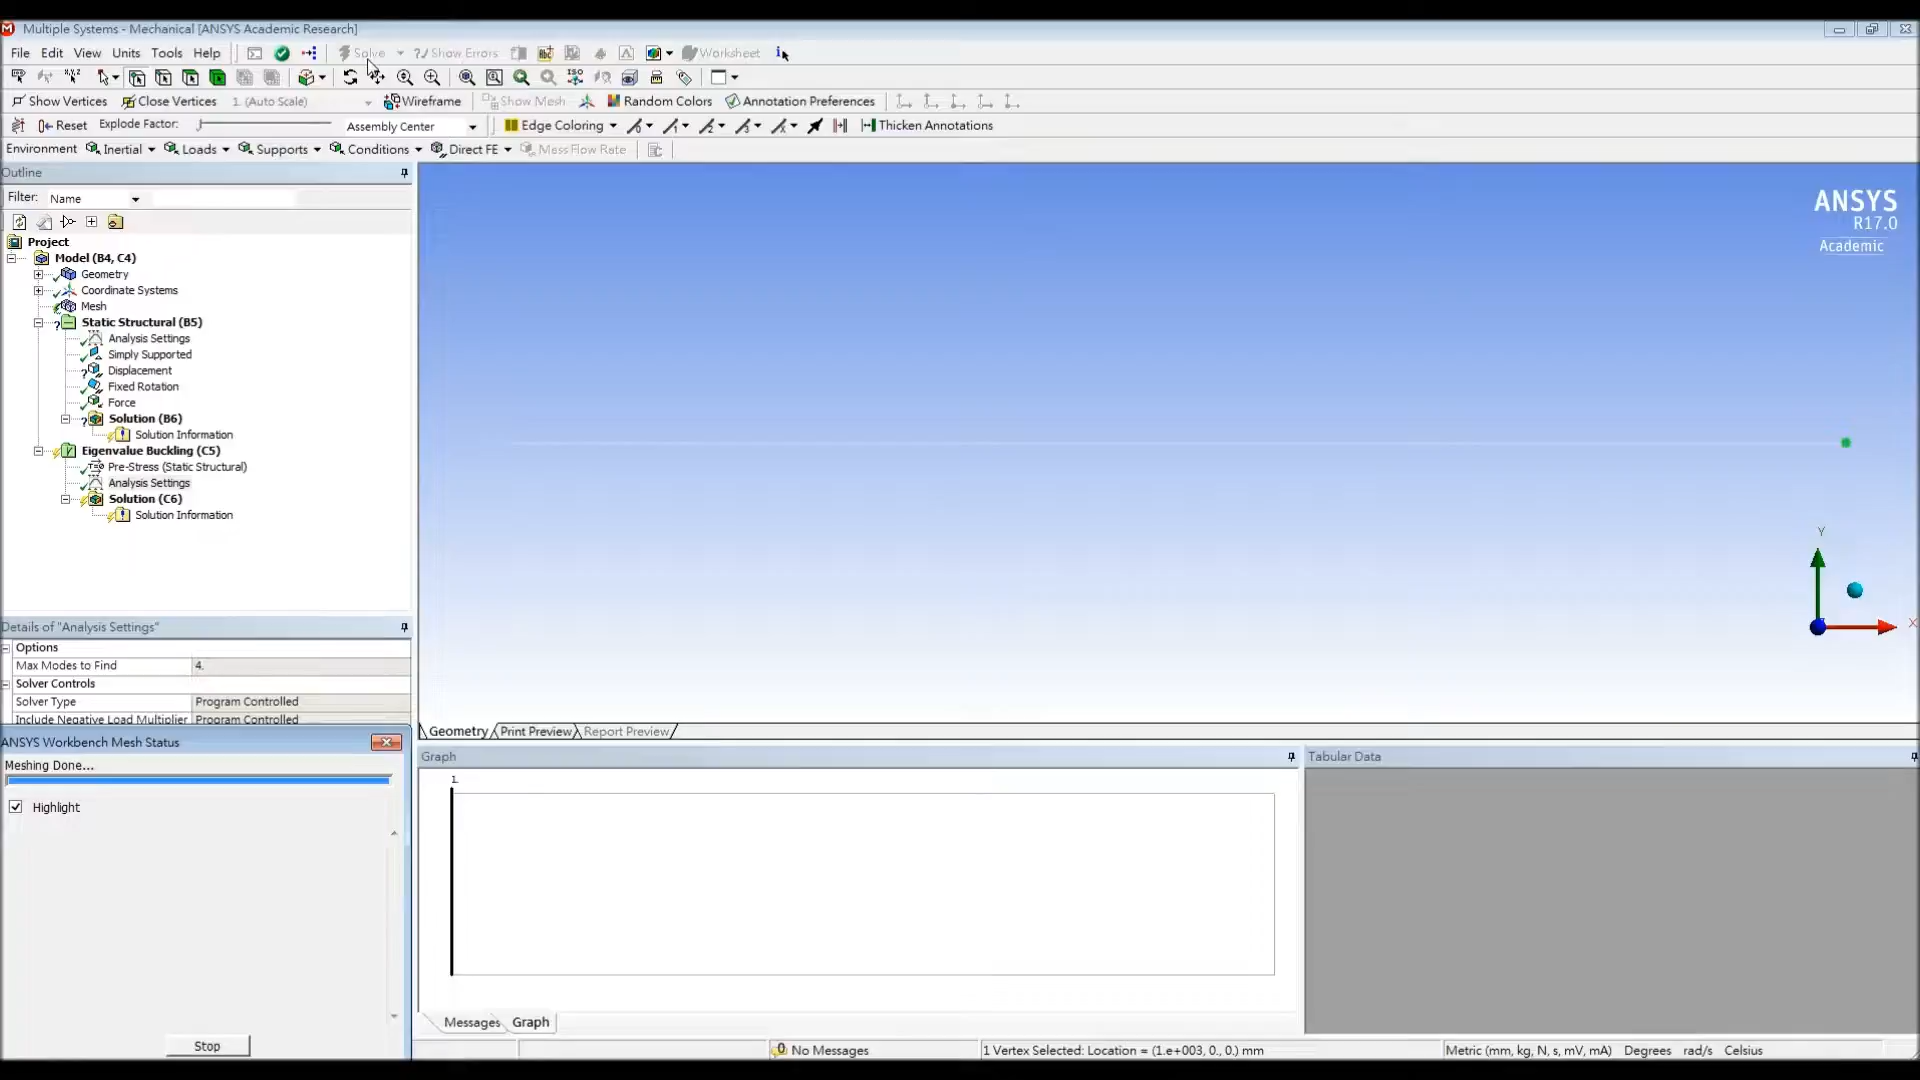 Multiple Systems - Mechanical [ANSYS Academic Research]
File Edit View Units Tools Help Solve ?/ Show Errors Worksheet
Show Vertices Close Vertices 1. (Auto Scale) Wireframe Show Mesh Random Colors Annotation Preferences
Reset Explode Factor: Assembly Center Edge Coloring Thicken Annotations
Environment Inertial Loads Supports Conditions Direct FE Mass Flow Rate
Outline
Filter: Name
Project
Model (B4, C4)
Geometry
Coordinate Systems
Mesh
Static Structural (B5)
Analysis Settings
Simply Supported
Displacement
Fixed Rotation
Force
Solution (B6)
Solution Information
Eigenvalue Buckling (C5)
Pre-Stress (Static Structural)
Analysis Settings
Solution (C6)
Solution Information
Details of "Analysis Settings"
Options
Max Modes to Find 4.
Solver Controls
Solver Type Program Controlled
Include Negative Load Multiplier Program Controlled
ANSYS Workbench Mesh Status
Meshing Done...
Highlight
Stop
ANSYS
R17.0
Academic
Y
X
Geometry Print Preview Report Preview
Graph
1.
Tabular Data
Messages Graph
No Messages 1 Vertex Selected: Location = (1.e+003, 0., 0.) mm Metric (mm, kg, N, s, mV, mA) Degrees rad/s Celsius